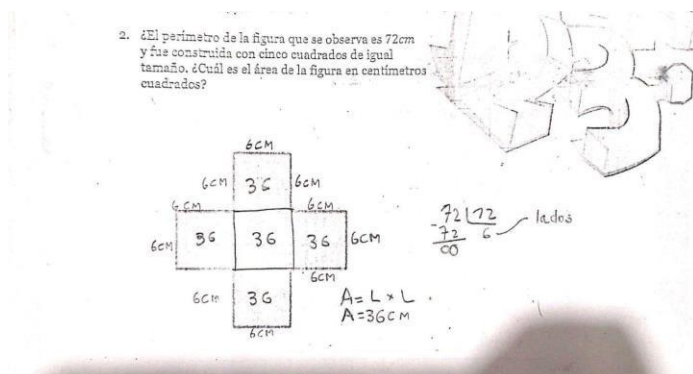 2. ¿El perímetro de la figura que se observa es 72cm
y fue construida con cinco cuadrados de igual
tamaño. ¿Cuál es el área de la figura en centímetros
cuadrados?
6CM
6CM 36 6CM
6CM 6CM
6CM 36 36 36 6CM
6CM
6CM 36
6CM
72 12 lados
-72 6
00
A = L × L
A = 36CM